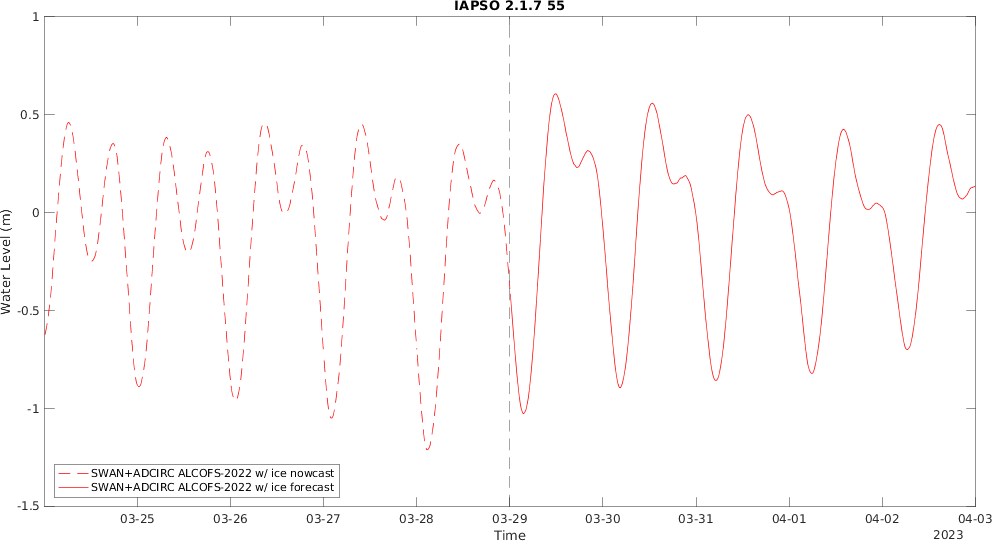 IAPSO 2.1.7 55
1
0.5
0
-0.5
-1
-1.5
Water Level (m)
SWAN+ADCIRC ALCOFS-2022 w/ ice nowcast
SWAN+ADCIRC ALCOFS-2022 w/ ice forecast
03-25 03-26 03-27 03-28 03-29 03-30 03-31 04-01 04-02 04-03
Time
2023